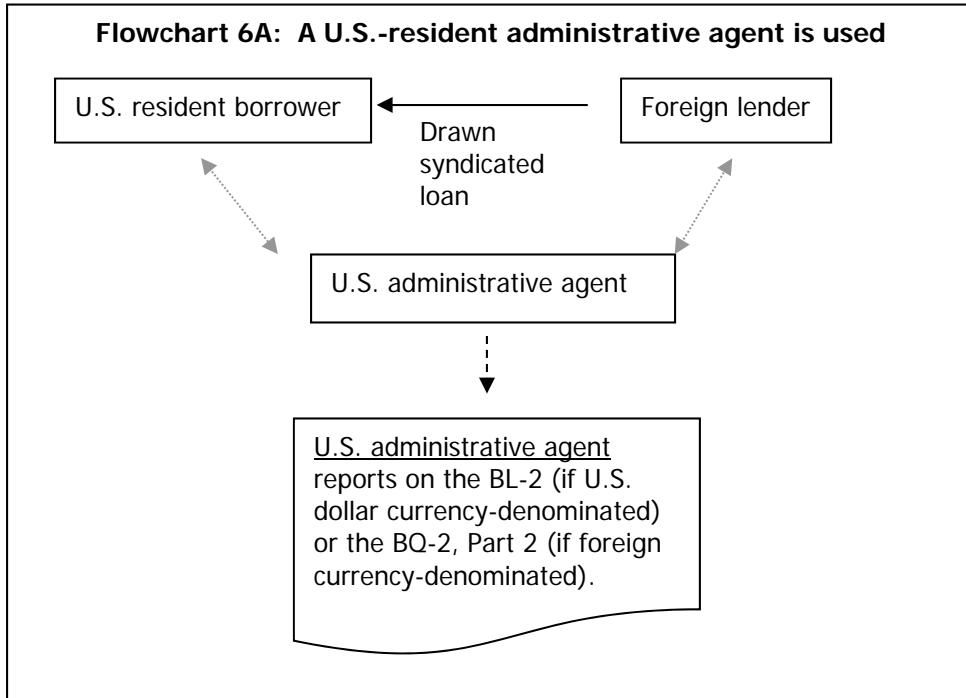 Flowchart 6A: A U.S.-resident administrative agent is used
U.S. resident borrower
Foreign lender
Drawn
syndicated
loan
U.S. administrative agent
U.S. administrative agent
reports on the BL-2 (if U.S.
dollar currency-denominated)
or the BQ-2, Part 2 (if foreign
currency-denominated).